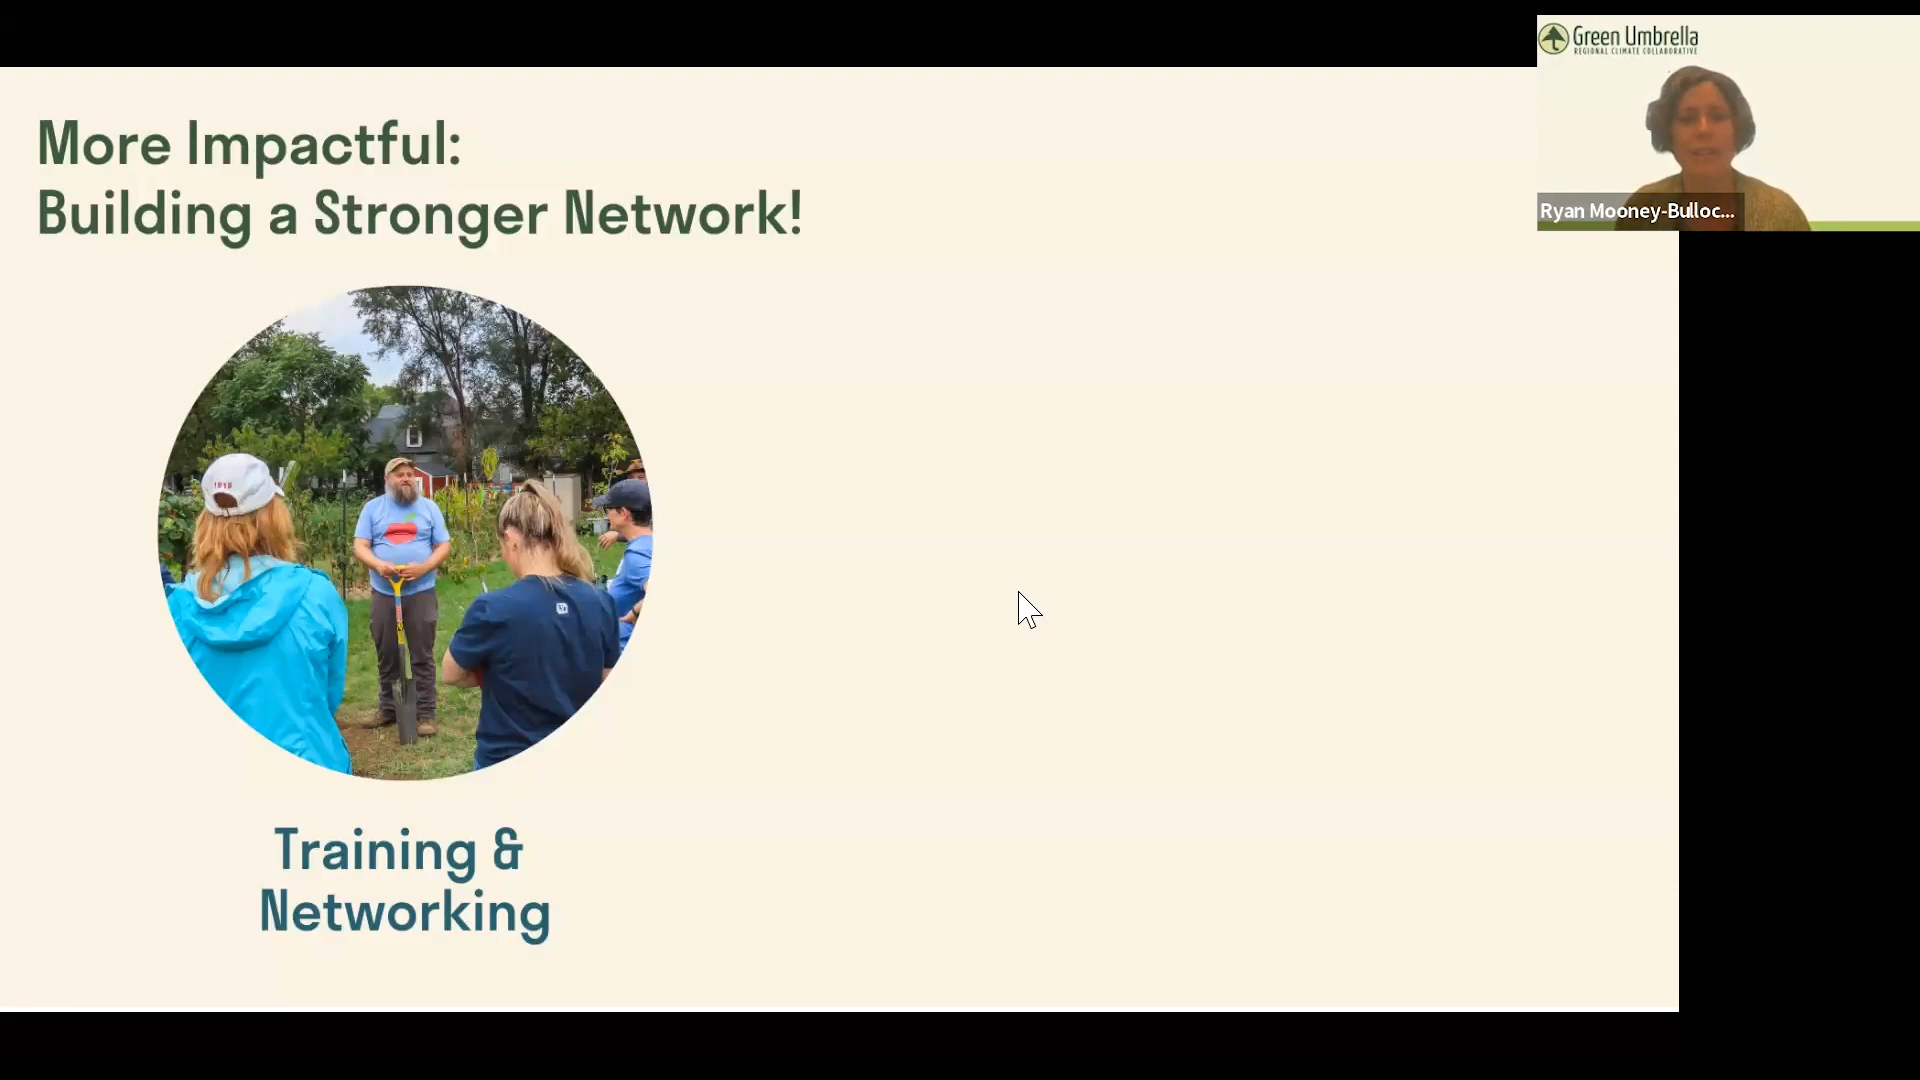 More Impactful:
Building a Stronger Network!
Training &
Networking
Green Umbrella
REGIONAL CLIMATE COLLABORATIVE
Ryan Mooney-Bulloc...